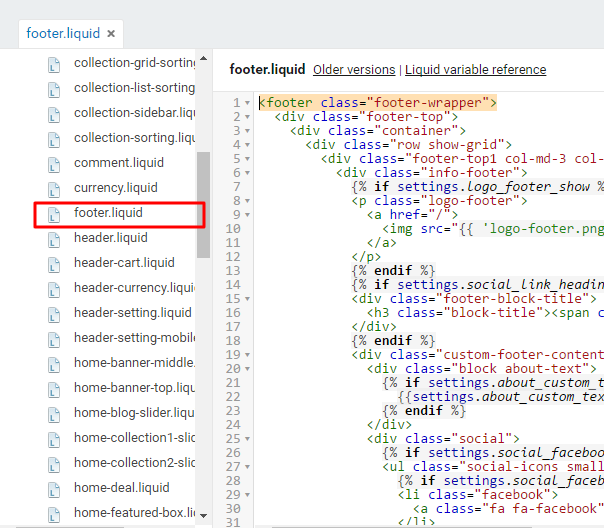 footer.liquid ×
collection-grid-sorting
collection-list-sorting
collection-sidebar.liqu
collection-sorting.liqu
comment.liquid
currency.liquid
footer.liquid
header.liquid
header-cart.liquid
header-currency.liquid
header-setting.liquid
header-setting-mobile
home-banner-middle.
home-banner-top.liqu
home-blog-slider.liquid
home-collection1-slid
home-collection2-slid
home-deal.liquid
home-featured-box.liq
footer.liquid Older versions | Liquid variable reference
1 <footer class="footer-wrapper">
2 <div class="footer-top">
3 <div class="container">
4 <div class="row show-grid">
5 <div class="footer-top1 col-md-3 col-
6 <div class="info-footer">
7 {% if settings.logo_footer_show %
8 <p class="logo-footer">
9 <a href="/">
10 <img src="{{ 'logo-footer.png
11 </a>
12 </p>
13 {% endif %}
14 {% if settings.social_link_headin
15 <div class="footer-block-title">
16 <h3 class="block-title"><span c
17 </div>
18 {% endif %}
19 <div class="custom-footer-content
20 <div class="block about-text">
21 {% if settings.about_custom_t
22 {{settings.about_custom_tex
23 {% endif %}
24 </div>
25 <div class="social">
26 {% if settings.social_facebo
27 <ul class="social-icons small
28 {% if settings.social_faceb
29 <li class="facebook">
30 <a class="fa fa-facebook"
31 </li>